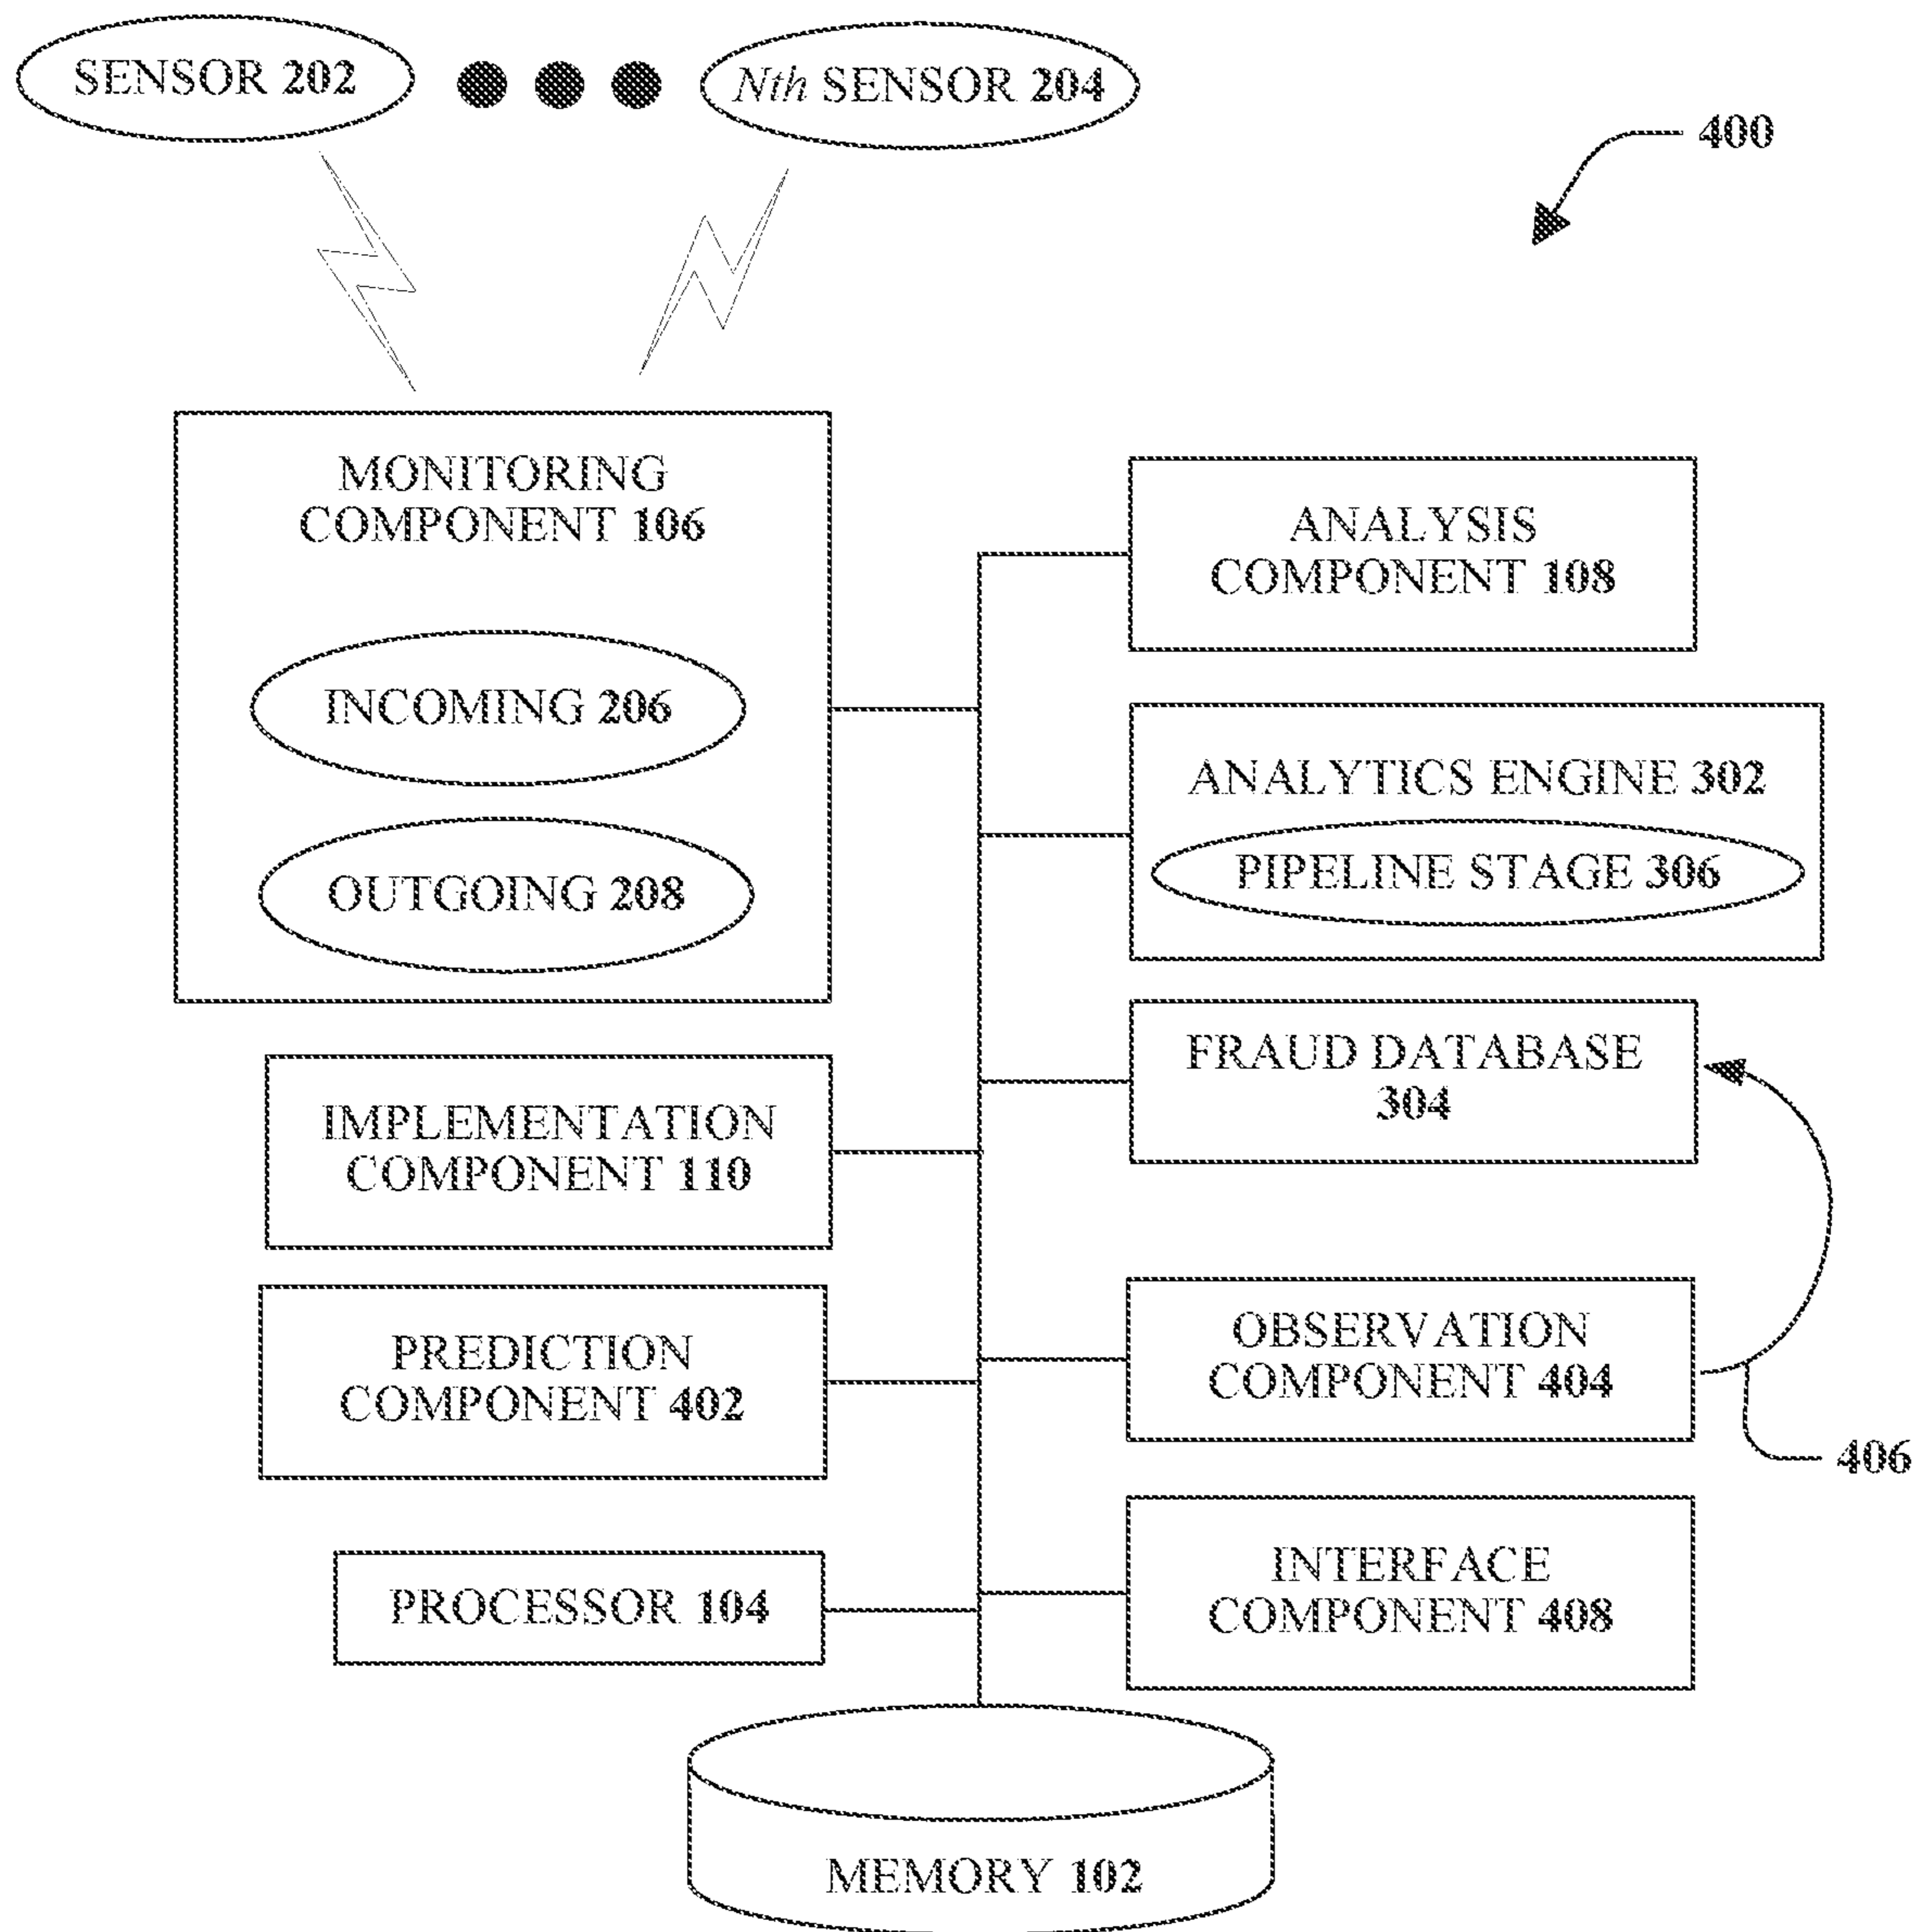 SENSOR 202
Nth SENSOR 204
400
MONITORING
COMPONENT 106
INCOMING 206
OUTGOING 208
ANALYSIS
COMPONENT 108
ANALYTICS ENGINE 302
PIPELINE STAGE 306
FRAUD DATABASE
304
IMPLEMENTATION
COMPONENT 110
PREDICTION
COMPONENT 402
OBSERVATION
COMPONENT 404
406
PROCESSOR 104
INTERFACE
COMPONENT 408
MEMORY 102